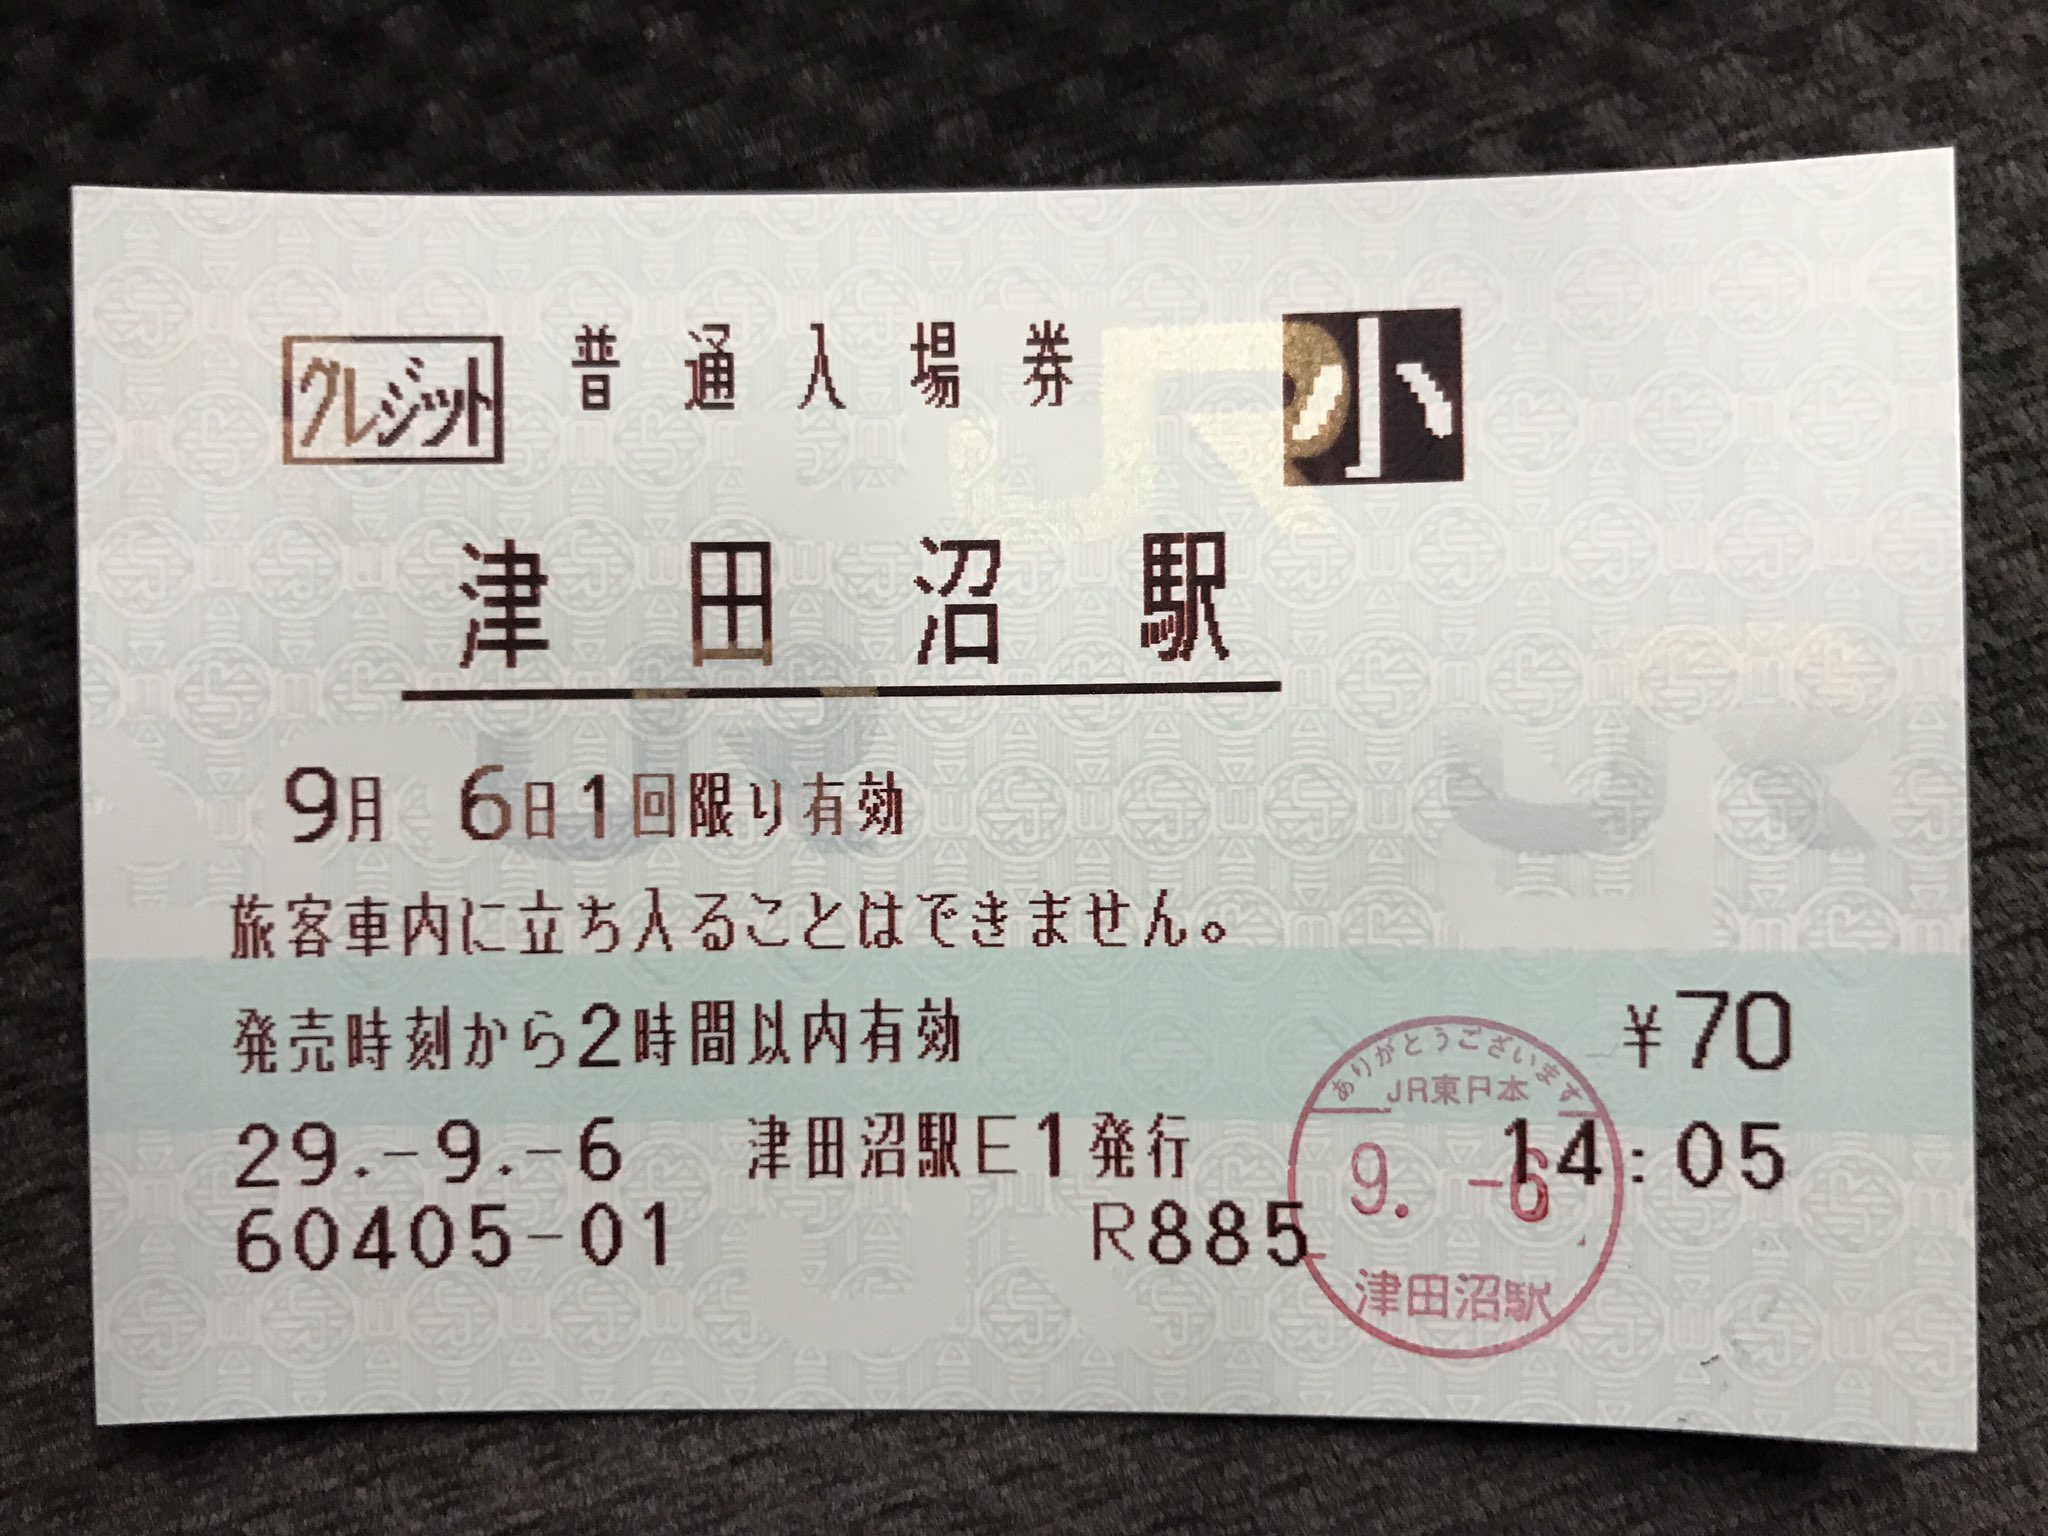 クレジット 普通入場券 小
津田沼駅
9月 6日1回限り有効
旅客車内に立ち入ることはできません。
発売時刻から2時間以内有効 ¥70
29.-9.-6 津田沼駅E1発行 14:05
60405-01 R885
ありがとうございます
JR東日本
9.-6
津田沼駅
JR
JR
JR